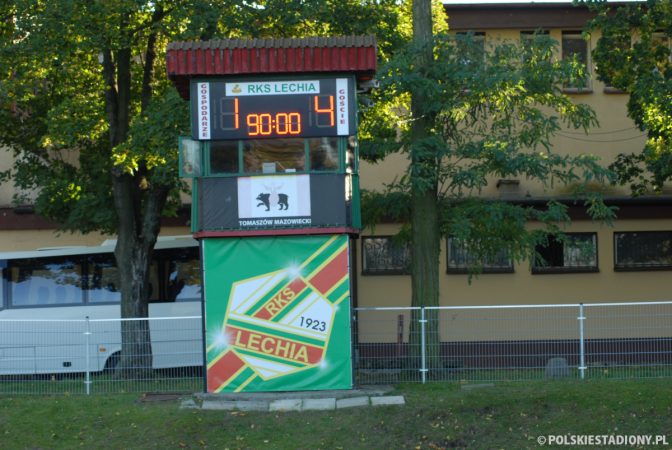 RKS LECHIA
GOSPODARZE
1
4
GOŚCIE
90:00
TOMASZÓW MAZOWIECKI
RKS
1923
LECHIA
© POLSKIESTADIONY.PL